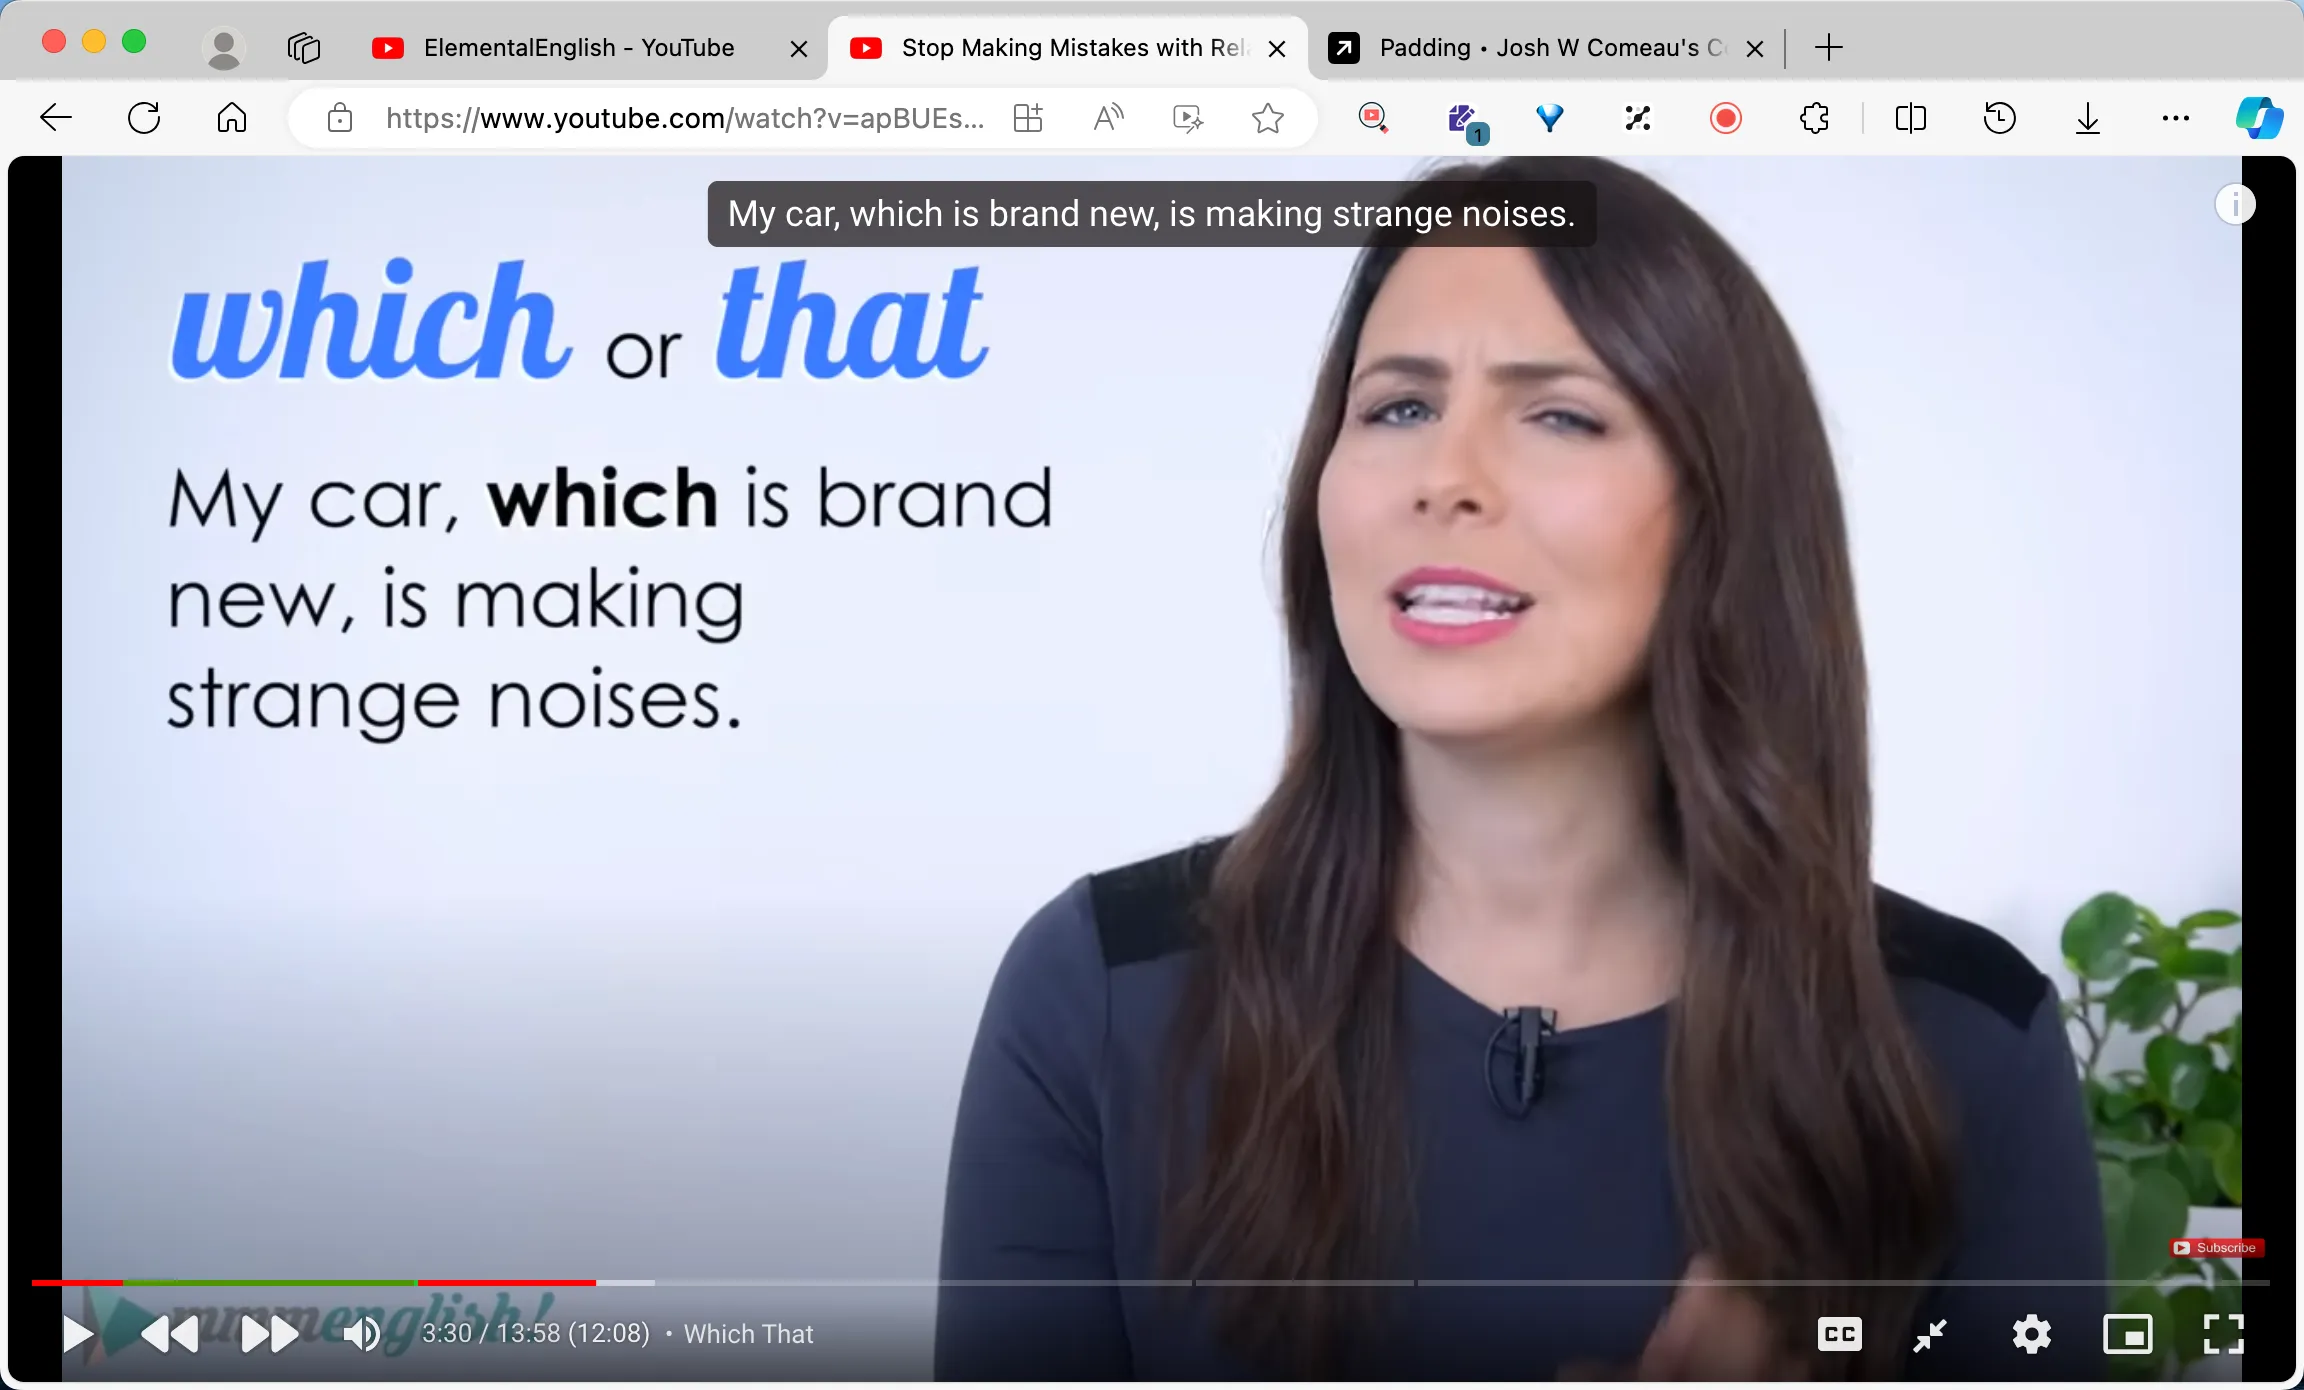 ElementalEnglish - YouTube
Stop Making Mistakes with Rel
Padding • Josh W Comeau's C
https://www.youtube.com/watch?v=apBUEs...
1
My car, which is brand new, is making strange noises.
which or that
My car, which is brand
new, is making
strange noises.
Subscribe
mmmenglish!
3:30 / 13:58 (12:08) • Which That
CC